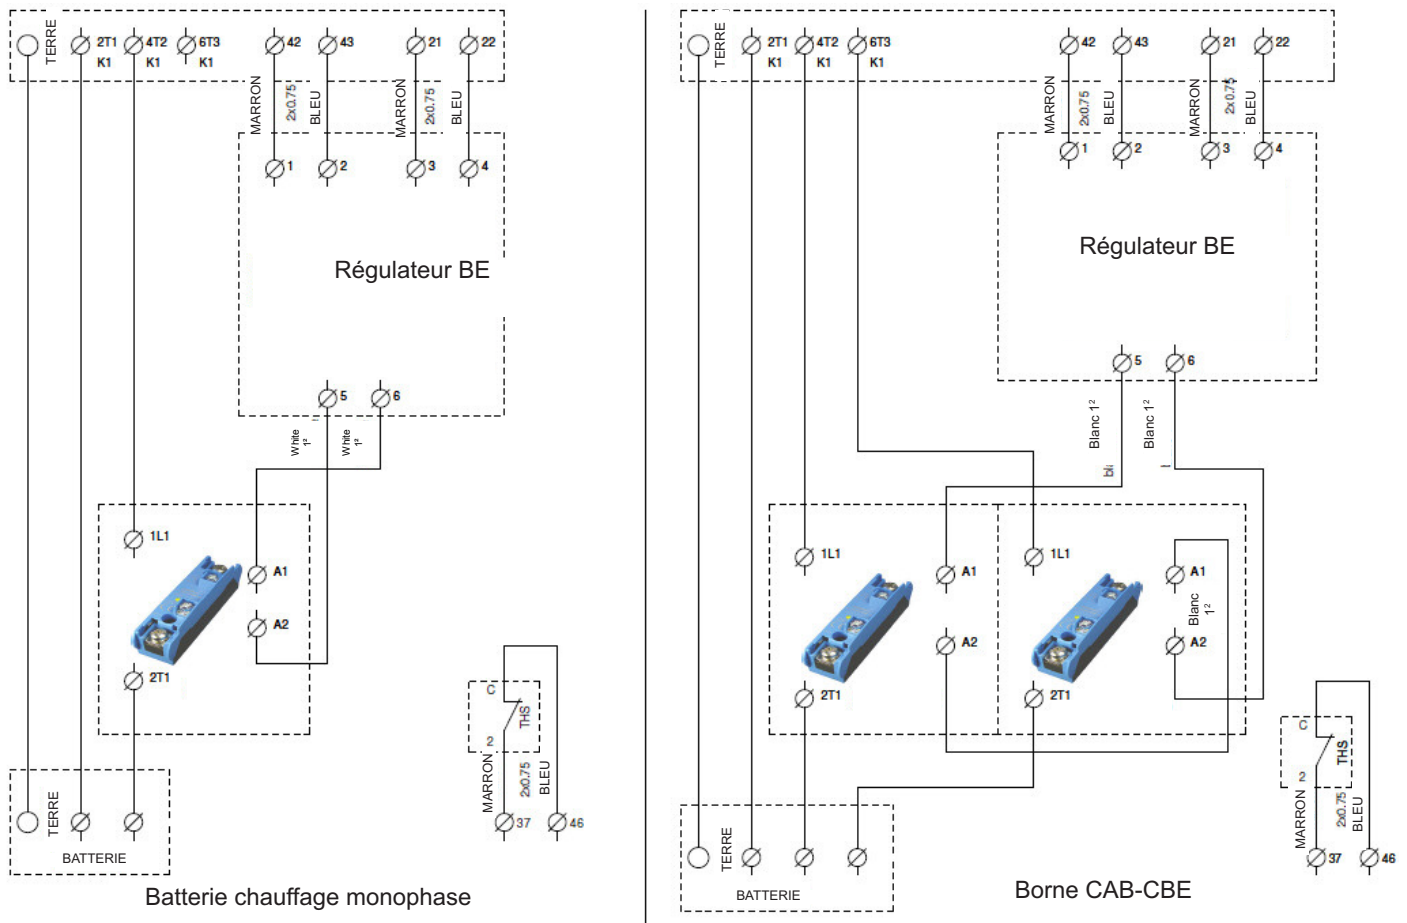 TERRE
2T1 4T2 6T3 42 43 21 22
K1 K1 K1
MARRON 2x0.75 BLEU MARRON 2x0.75 BLEU
1 2 3 4
Régulateur BE
5 6
White 1² White 1²
1L1
A1
A2
2T1
C
THS
2
MARRON 2x0.75 BLEU
37 46
TERRE
BATTERIE
Batterie chauffage monophase
TERRE
2T1 4T2 6T3 42 43 21 22
K1 K1 K1
MARRON 2x0.75 BLEU MARRON 2x0.75 BLEU
1 2 3 4
Régulateur BE
5 6
Blanc 1² Blanc 1²
bl
1L1 A1 1L1 A1
Blanc 1²
A2 A2
2T1 2T1
C
THS
2
MARRON 2x0.75 BLEU
37 46
TERRE
BATTERIE
Borne CAB-CBE